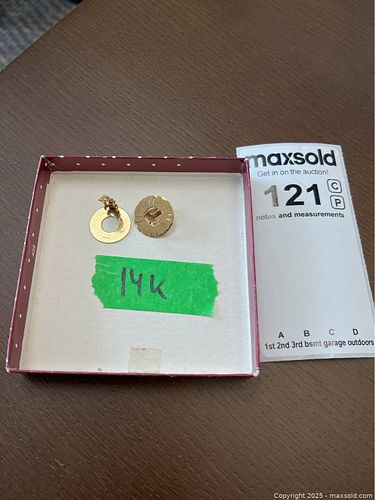 maxsold
Get in on the auction!
121 C
P
notes and measurements
14K
A B C D
1st 2nd 3rd bsmt garage outdoors
Copyright 2025 - maxsold.com